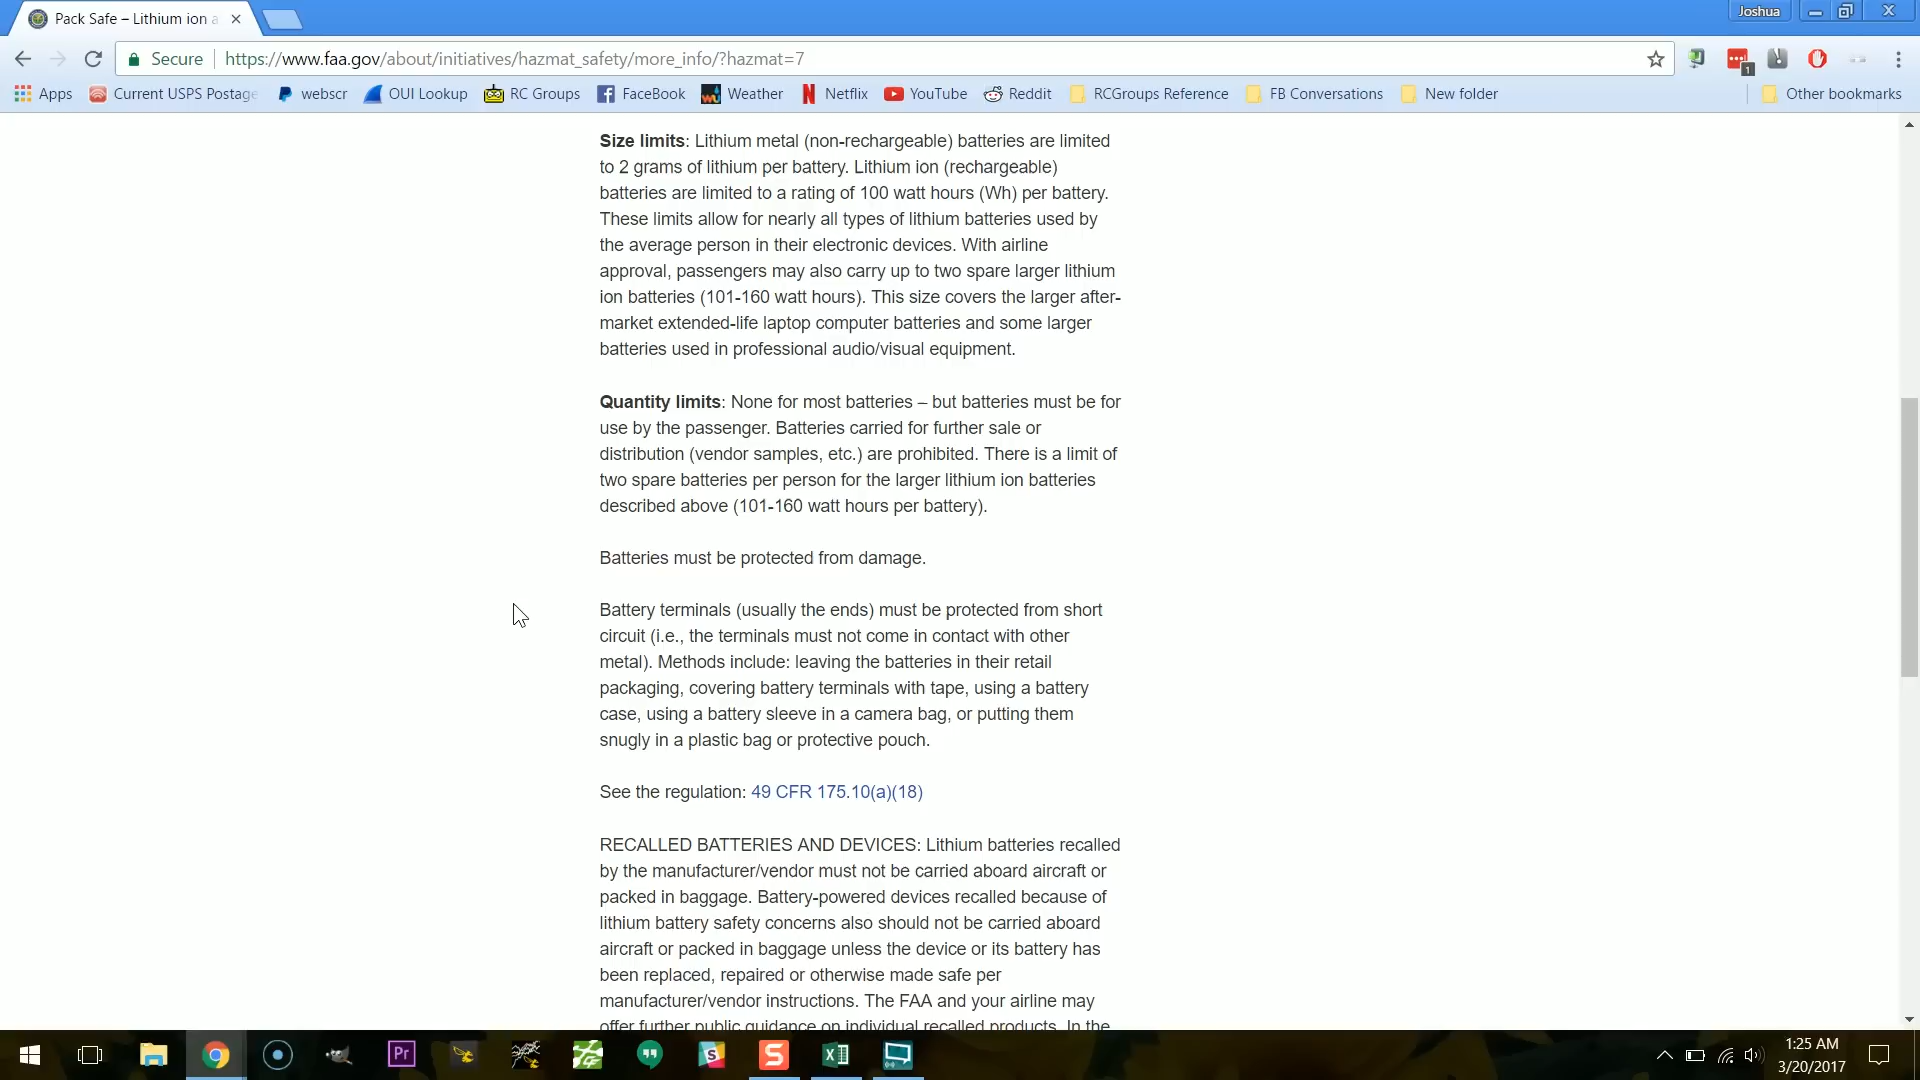 Pack Safe – Lithium ion a
Joshua
Secure
https://www.faa.gov/about/initiatives/hazmat_safety/more_info/?hazmat=7
1
Apps
Current USPS Postage
webscr
OUI Lookup
RC Groups
FaceBook
Weather
Netflix
YouTube
Reddit
RCGroups Reference
FB Conversations
New folder
Other bookmarks
Size limits: Lithium metal (non-rechargeable) batteries are limited
to 2 grams of lithium per battery. Lithium ion (rechargeable)
batteries are limited to a rating of 100 watt hours (Wh) per battery.
These limits allow for nearly all types of lithium batteries used by
the average person in their electronic devices. With airline
approval, passengers may also carry up to two spare larger lithium
ion batteries (101-160 watt hours). This size covers the larger after-
market extended-life laptop computer batteries and some larger
batteries used in professional audio/visual equipment.
Quantity limits: None for most batteries – but batteries must be for
use by the passenger. Batteries carried for further sale or
distribution (vendor samples, etc.) are prohibited. There is a limit of
two spare batteries per person for the larger lithium ion batteries
described above (101-160 watt hours per battery).
Batteries must be protected from damage.
Battery terminals (usually the ends) must be protected from short
circuit (i.e., the terminals must not come in contact with other
metal). Methods include: leaving the batteries in their retail
packaging, covering battery terminals with tape, using a battery
case, using a battery sleeve in a camera bag, or putting them
snugly in a plastic bag or protective pouch.
See the regulation: 49 CFR 175.10(a)(18)
RECALLED BATTERIES AND DEVICES: Lithium batteries recalled
by the manufacturer/vendor must not be carried aboard aircraft or
packed in baggage. Battery-powered devices recalled because of
lithium battery safety concerns also should not be carried aboard
aircraft or packed in baggage unless the device or its battery has
been replaced, repaired or otherwise made safe per
manufacturer/vendor instructions. The FAA and your airline may
offer further public guidance on individual recalled products. In the
Pr
S
S
1:25 AM
3/20/2017